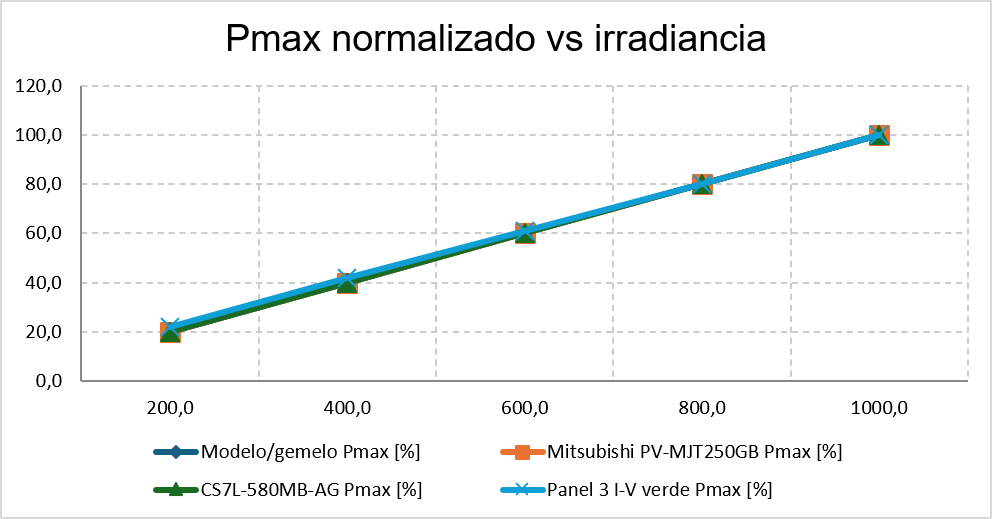 Pmax normalizado vs irradiancia
120,0
100,0
80,0
60,0
40,0
20,0
0,0
200,0 400,0 600,0 800,0 1000,0
Modelo/gemelo Pmax [%] Mitsubishi PV-MJT250GB Pmax [%]
CS7L-580MB-AG Pmax [%] Panel 3 I-V verde Pmax [%]